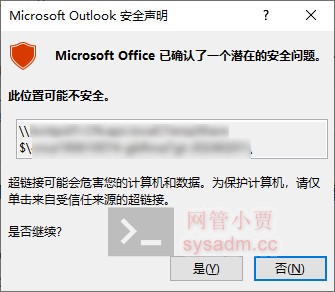 Microsoft Outlook 安全声明
Microsoft Office 已确认了一个潜在的安全问题。
此位置可能不安全。
\\
$\
超链接可能会危害您的计算机和数据。为保护计算机，请仅
单击来自受信任来源的超链接。
是否继续?
网管小贾
sysadm.cc
是(Y)
否(N)